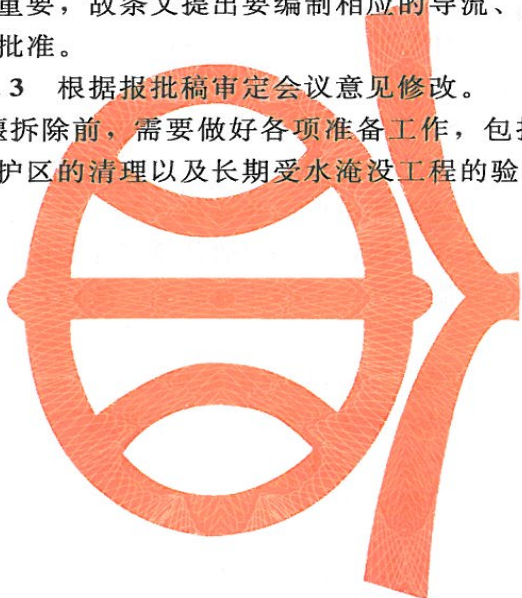 重要，故条文提出要编制相应的导流、
批准。
.3 根据报批稿审定会议意见修改。
堰拆除前，需要做好各项准备工作，包括
护区的清理以及长期受水淹没工程的验